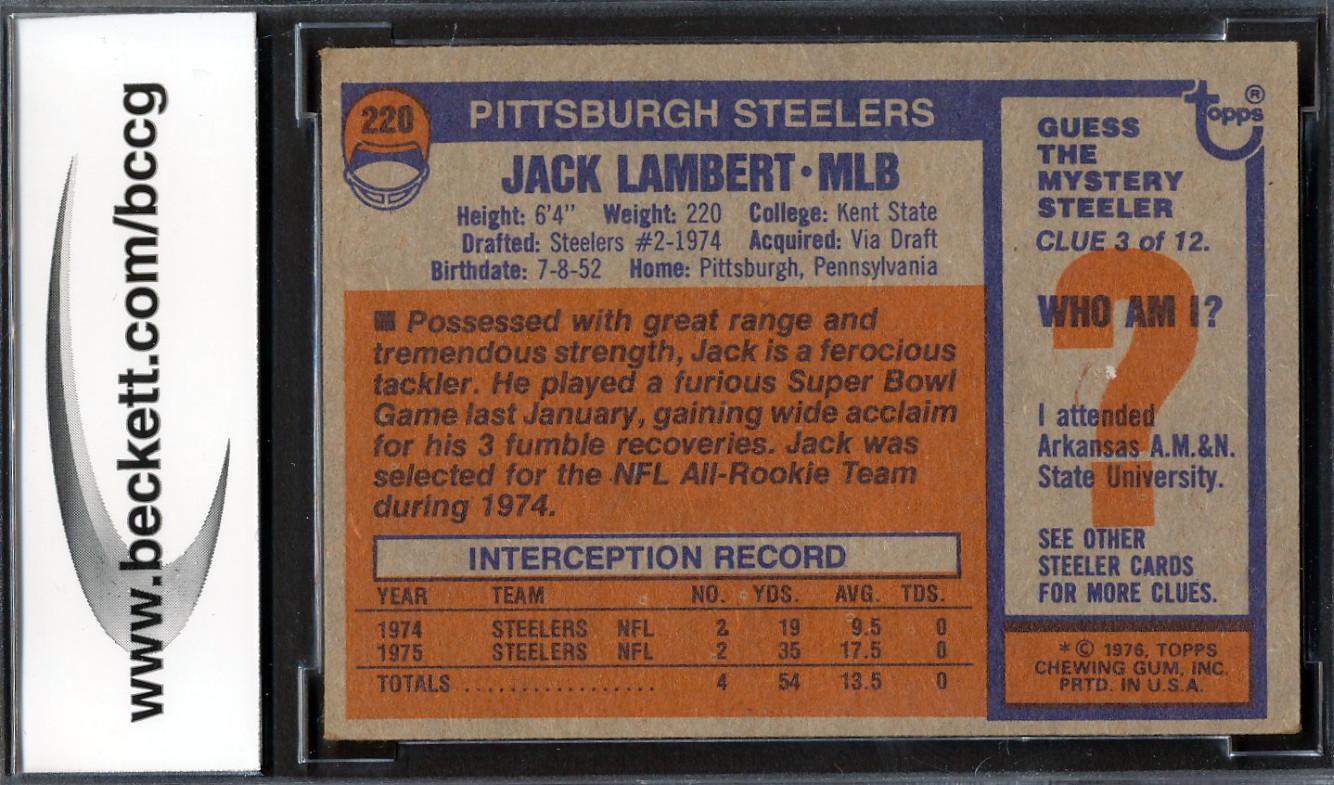 www.beckett.com/bccg
220
PITTSBURGH STEELERS
JACK LAMBERT • MLB
Height: 6'4" Weight: 220 College: Kent State
Drafted: Steelers #2-1974 Acquired: Via Draft
Birthdate: 7-8-52 Home: Pittsburgh, Pennsylvania
■ Possessed with great range and
tremendous strength, Jack is a ferocious
tackler. He played a furious Super Bowl
Game last January, gaining wide acclaim
for his 3 fumble recoveries. Jack was
selected for the NFL All-Rookie Team
during 1974.
INTERCEPTION RECORD
YEAR TEAM NO. YDS. AVG. TDS.
1974 STEELERS NFL 2 19 9.5 0
1975 STEELERS NFL 2 35 17.5 0
TOTALS ................. 4 54 13.5 0
topps®
GUESS
THE
MYSTERY
STEELER
CLUE 3 of 12.
?
WHO AM I?
I attended
Arkansas A.M.&N.
State University.
SEE OTHER
STEELER CARDS
FOR MORE CLUES.
* © 1976, TOPPS
CHEWING GUM, INC.
PRTD. IN U.S.A.